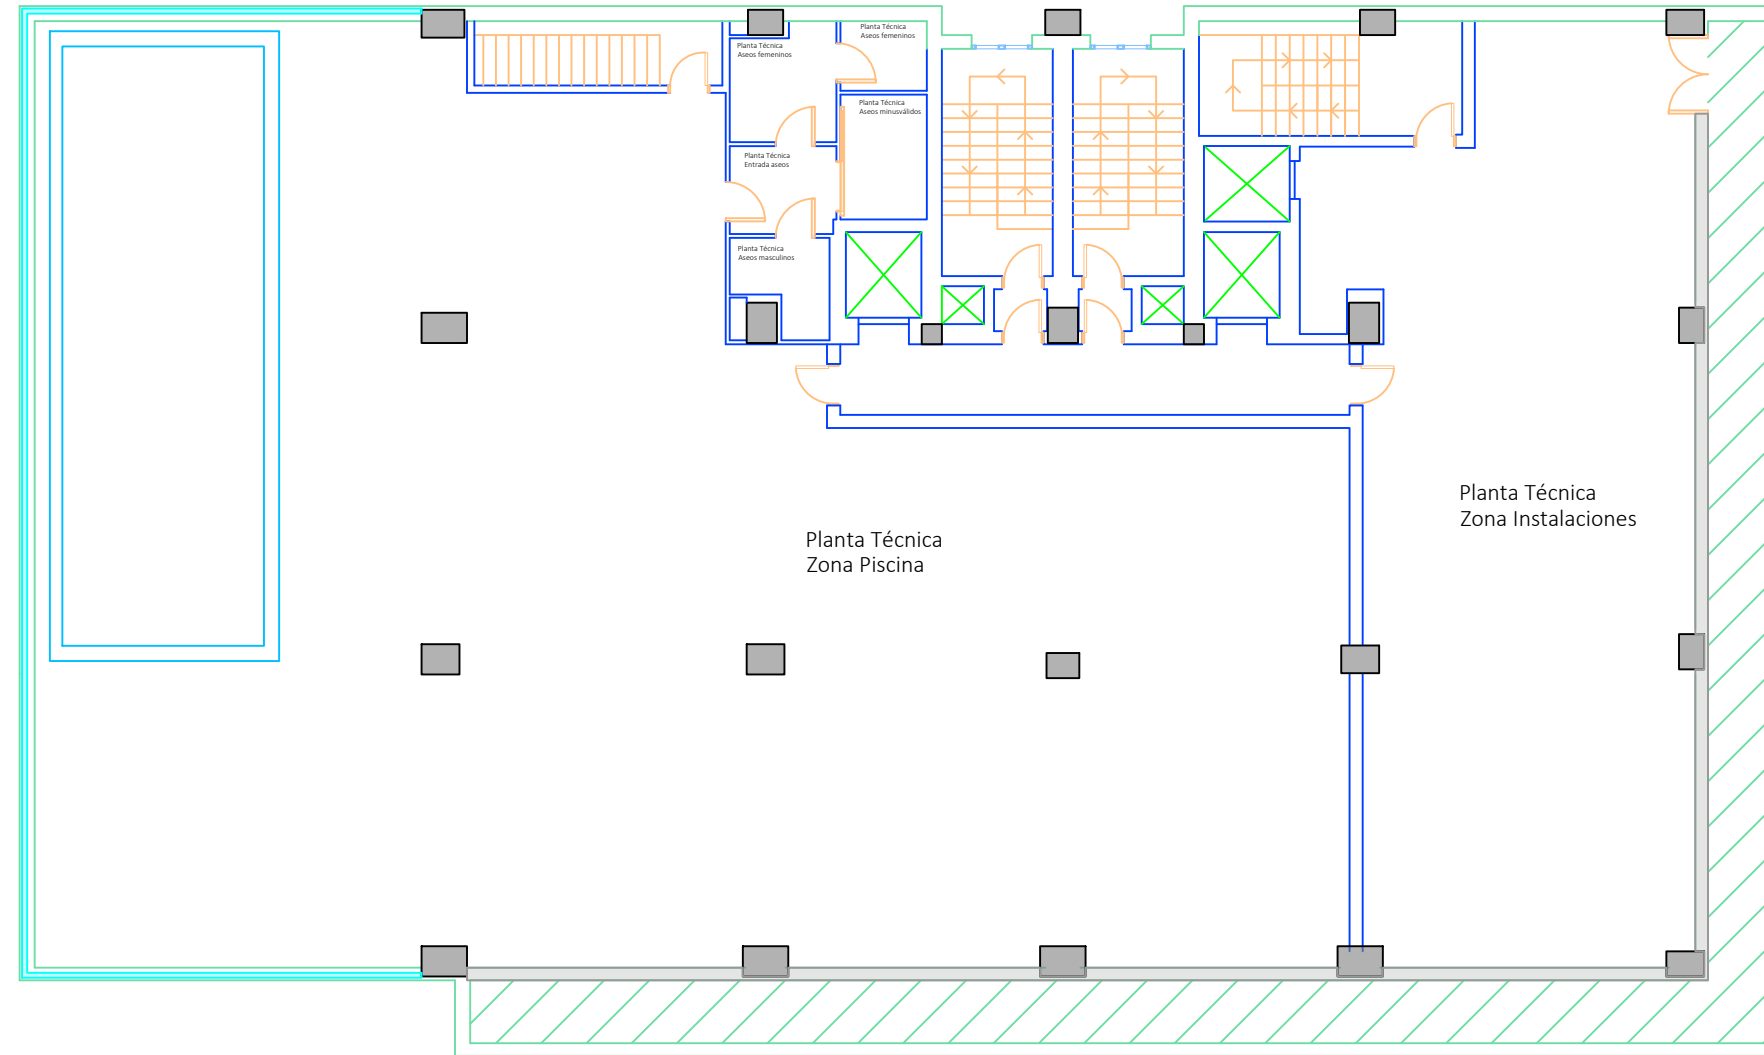 Planta Técnica
Aseos femeninos
Planta Técnica
Aseos femeninos
Planta Técnica
Aseos minusválidos
Planta Técnica
Entrada aseos
Planta Técnica
Aseos masculinos
Planta Técnica
Zona Instalaciones
Planta Técnica
Zona Piscina